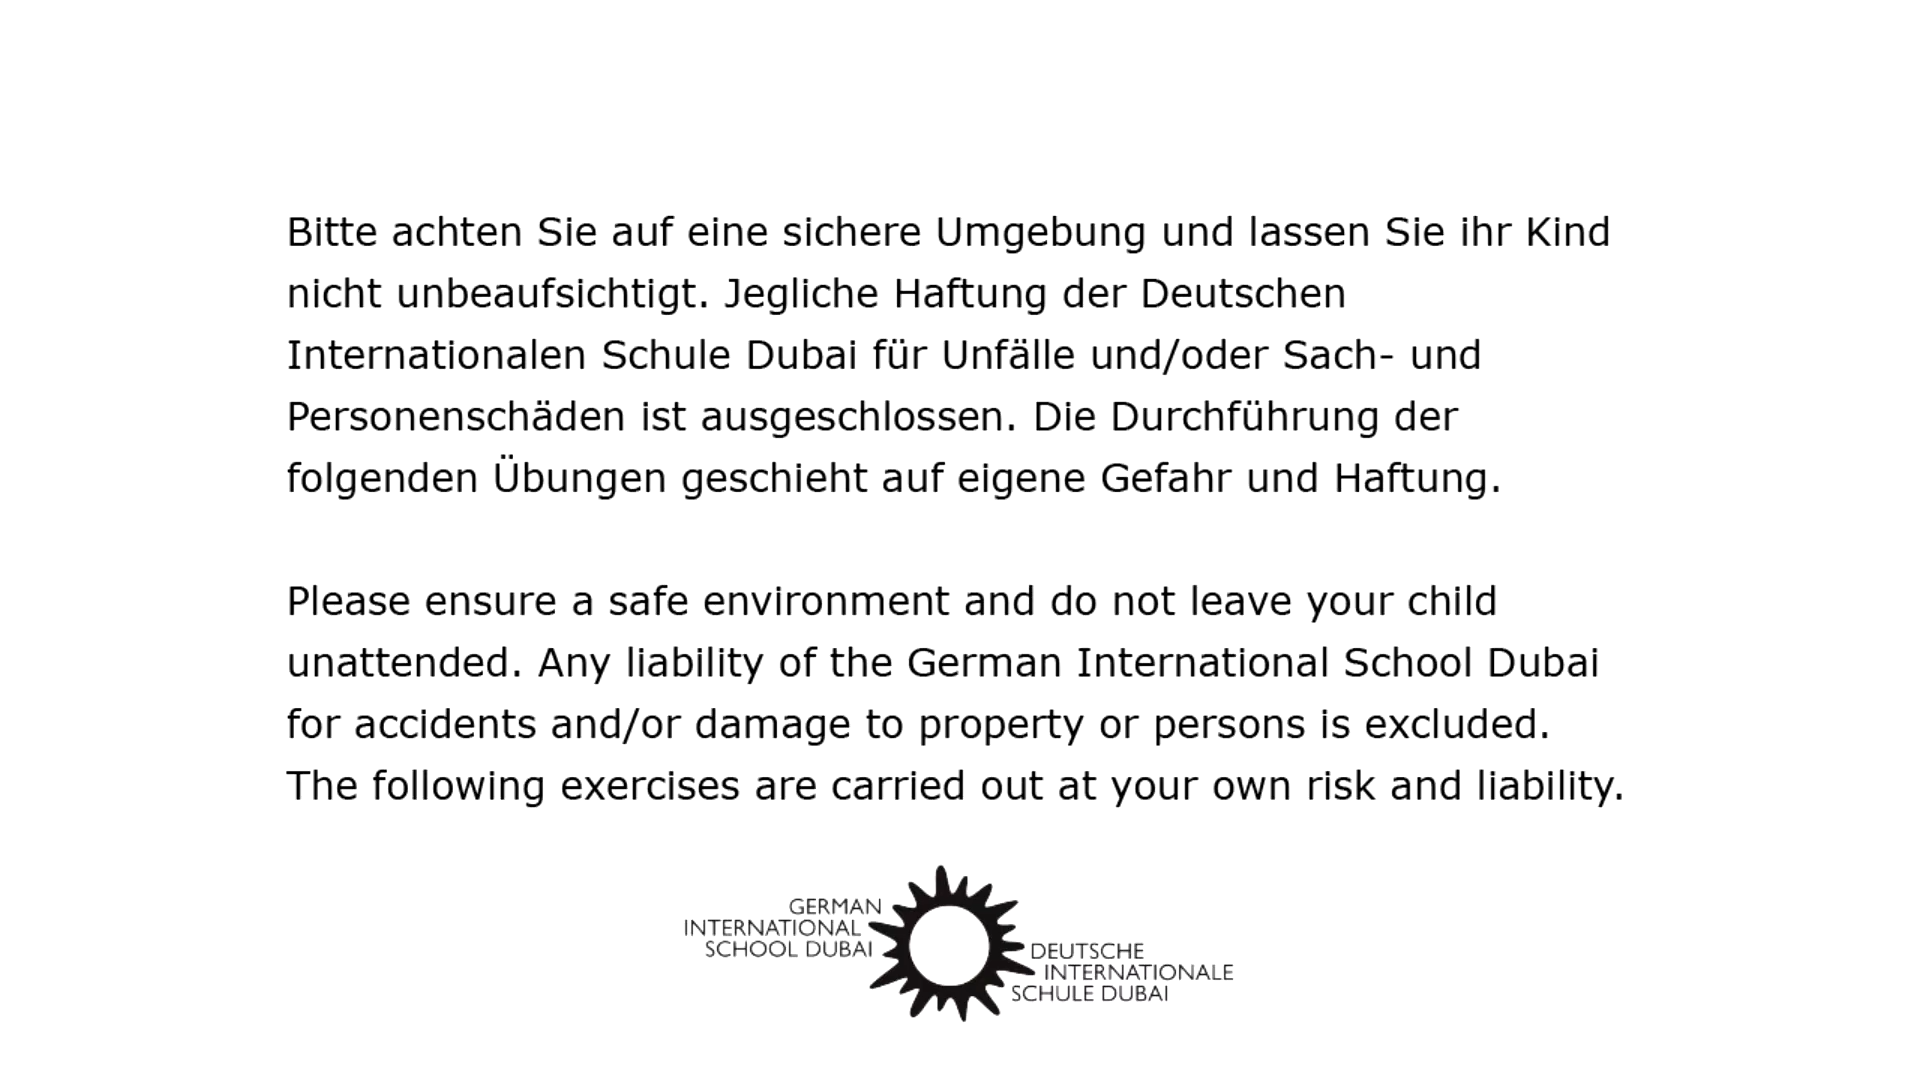 Bitte achten Sie auf eine sichere Umgebung und lassen Sie ihr Kind
nicht unbeaufsichtigt. Jegliche Haftung der Deutschen
Internationalen Schule Dubai für Unfälle und/oder Sach- und
Personenschäden ist ausgeschlossen. Die Durchführung der
folgenden Übungen geschieht auf eigene Gefahr und Haftung.
Please ensure a safe environment and do not leave your child
unattended. Any liability of the German International School Dubai
for accidents and/or damage to property or persons is excluded.
The following exercises are carried out at your own risk and liability.
GERMAN
INTERNATIONAL
SCHOOL DUBAI
DEUTSCHE
INTERNATIONALE
SCHULE DUBAI